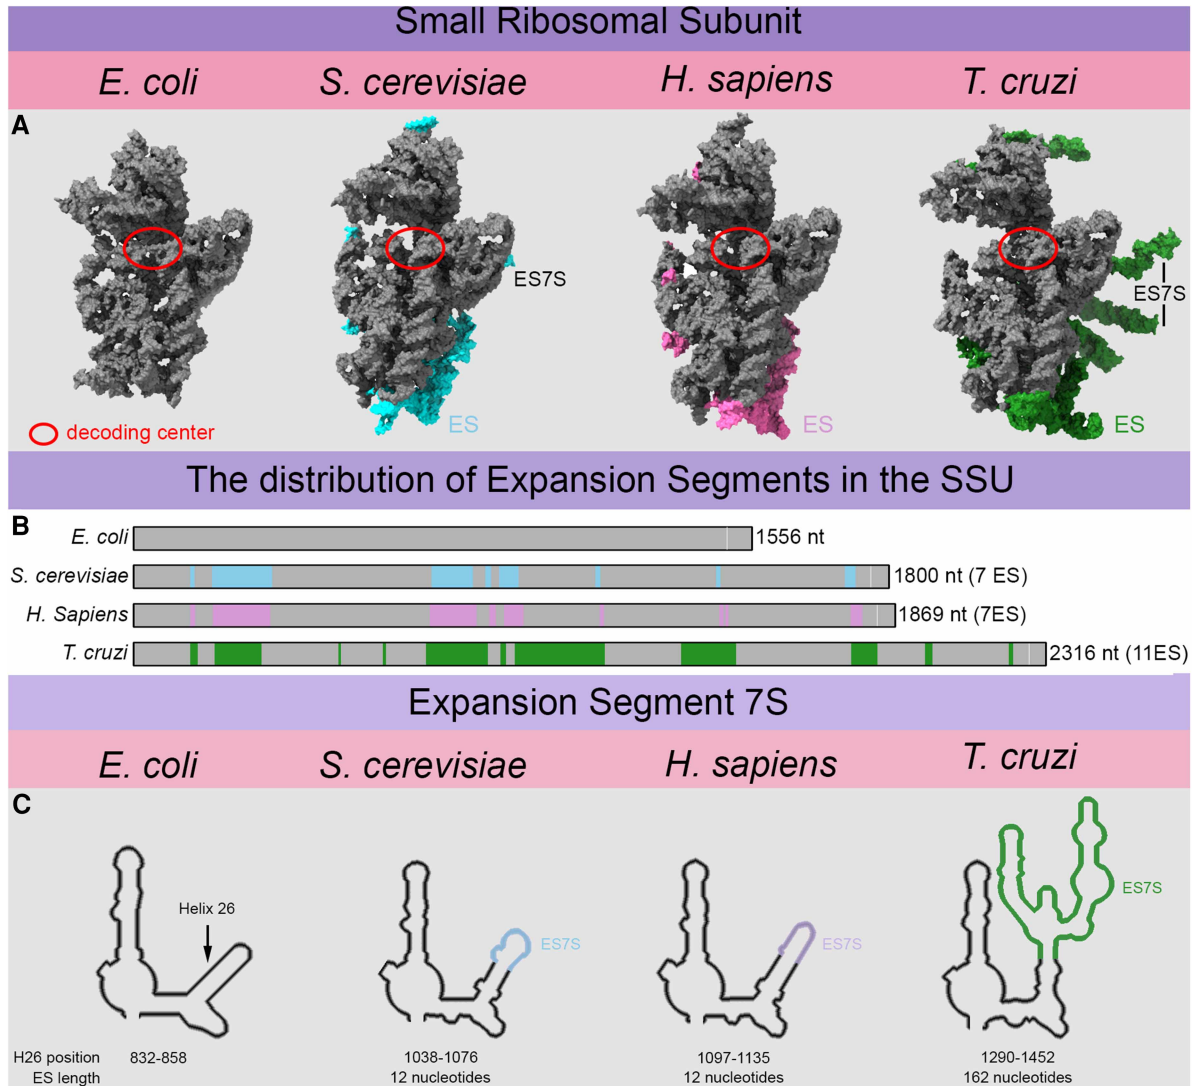 Small Ribosomal Subunit
E. coli S. cerevisiae H. sapiens T. cruzi
A
ES7S
ES7S
decoding center
ES ES ES
The distribution of Expansion Segments in the SSU
B
E. coli 1556 nt
S. cerevisiae 1800 nt (7 ES)
H. Sapiens 1869 nt (7ES)
T. cruzi 2316 nt (11ES)
Expansion Segment 7S
E. coli S. cerevisiae H. sapiens T. cruzi
C
ES7S
Helix 26
ES7S ES7S
H26 position 832-858 1038-1076 1097-1135 1290-1452
ES length 12 nucleotides 12 nucleotides 162 nucleotides